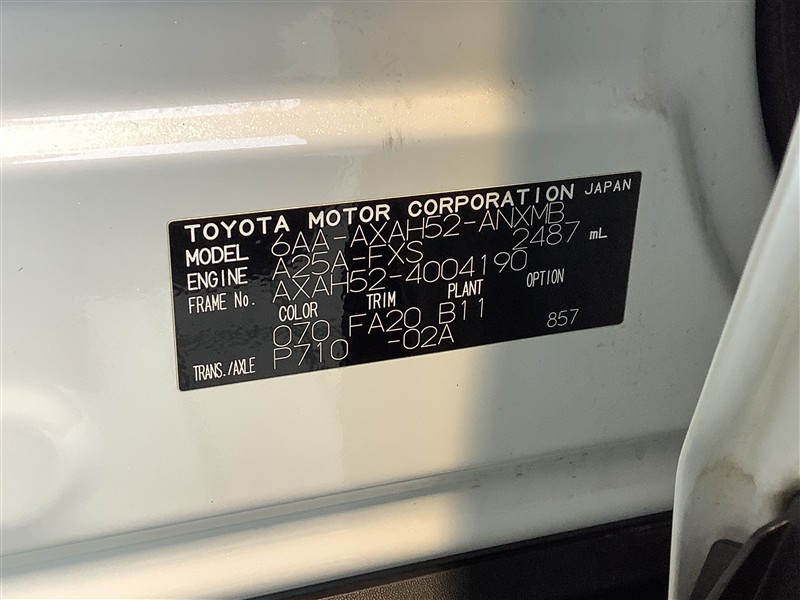 TOYOTA MOTOR CORPORATION JAPAN
MODEL 6AA-AXAH52-ANXMB
ENGINE A25A-FXS 2487 mL
FRAME No. AXAH52-4004190
COLOR TRIM PLANT OPTION
070 FA20 B11 857
TRANS./AXLE P710 -02A